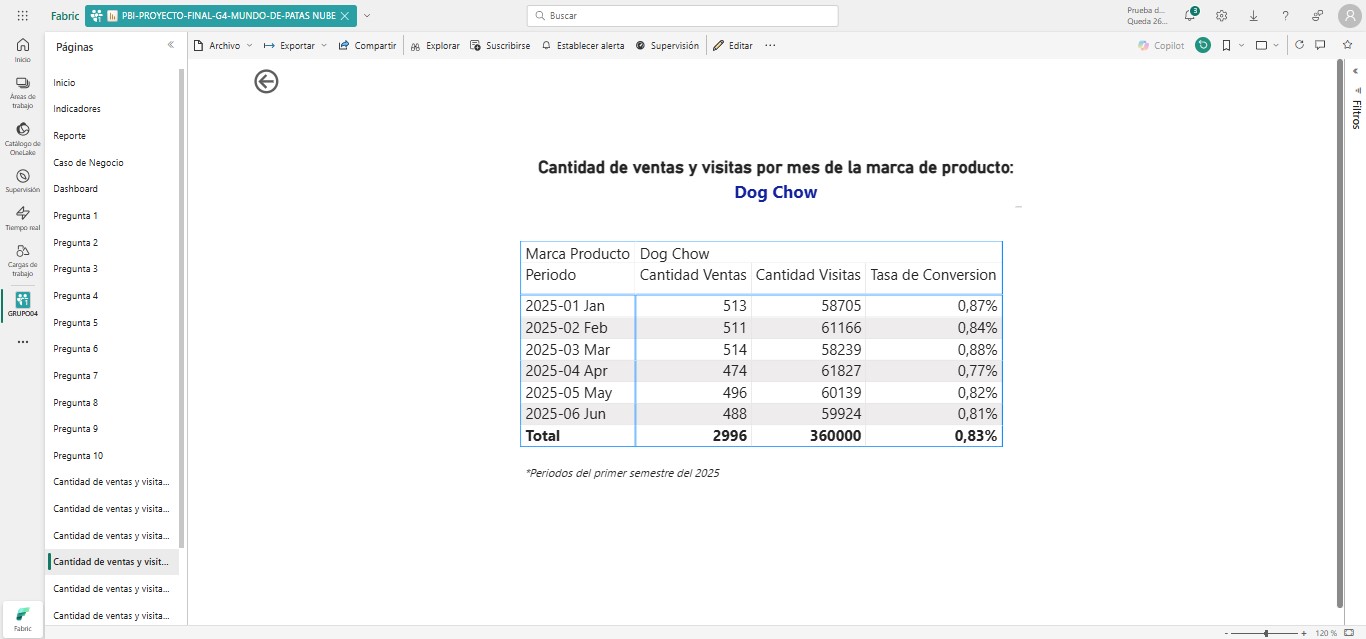 Fabric
PBI-PROYECTO-FINAL-G4-MUNDO-DE-PATAS NUBE
Buscar
Prueba d...
Queda 26...
3
Inicio
Áreas de
trabajo
Catálogo de
OneLake
Supervisión
Tiempo real
Cargas de
trabajo
GRUPO04
Fabric
Páginas
Inicio
Indicadores
Reporte
Caso de Negocio
Dashboard
Pregunta 1
Pregunta 2
Pregunta 3
Pregunta 4
Pregunta 5
Pregunta 6
Pregunta 7
Pregunta 8
Pregunta 9
Pregunta 10
Cantidad de ventas y visita...
Cantidad de ventas y visita...
Cantidad de ventas y visita...
Cantidad de ventas y visit...
Cantidad de ventas y visita...
Cantidad de ventas y visita...
Archivo Exportar Compartir Explorar Suscribirse Establecer alerta Supervisión Editar ... Copilot
Cantidad de ventas y visitas por mes de la marca de producto:
Dog Chow
Marca Producto Dog Chow
Periodo Cantidad Ventas Cantidad Visitas Tasa de Conversion
2025-01 Jan 513 58705 0,87%
2025-02 Feb 511 61166 0,84%
2025-03 Mar 514 58239 0,88%
2025-04 Apr 474 61827 0,77%
2025-05 May 496 60139 0,82%
2025-06 Jun 488 59924 0,81%
Total 2996 360000 0,83%
*Periodos del primer semestre del 2025
Filtros
- + 120 %